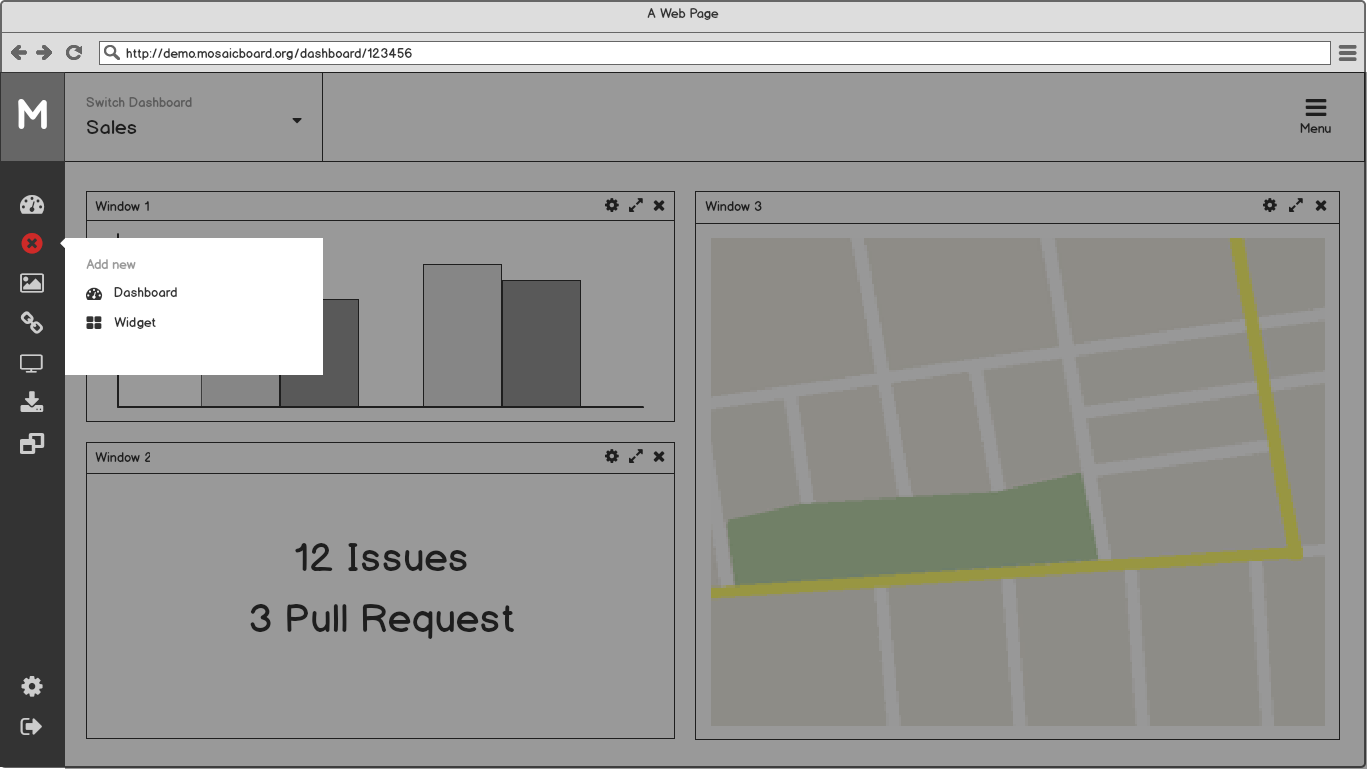 A Web Page
http://demo.mosaicboard.org/dashboard/123456
M
Switch Dashboard
Sales
Menu
Window 1
Window 3
Add new
Dashboard
Widget
Window 2
12 Issues
3 Pull Request